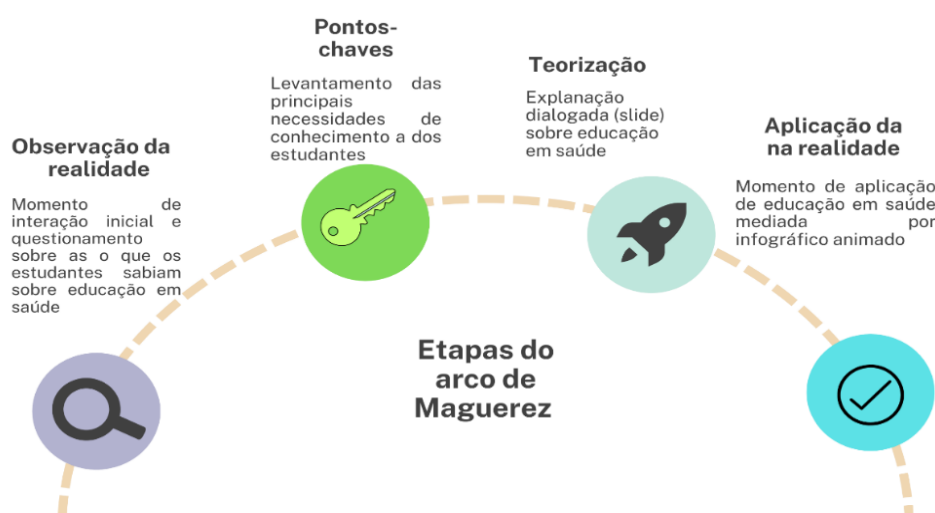 Observação da
realidade
Momento de
interação inicial e
questionamento
sobre as o que os
estudantes sabiam
sobre educação em
saúde
Pontos-
chaves
Levantamento das
principais
necessidades de
conhecimento a dos
estudantes
Teorização
Explanação
dialogada (slide)
sobre educação
em saúde
Aplicação da
na realidade
Momento de aplicação
de educação em saúde
mediada por
infográfico animado
Etapas do
arco de
Maguerez